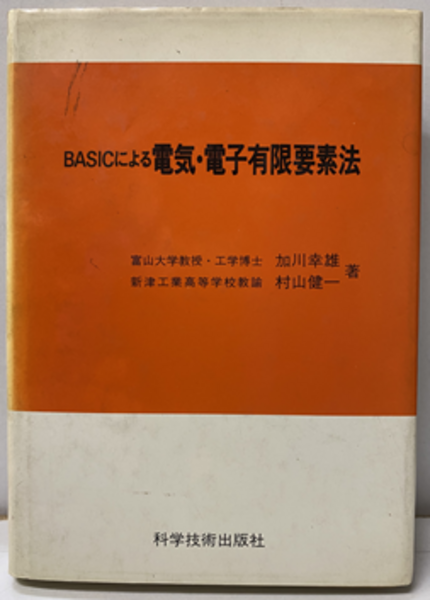 BASICによる電気・電子有限要素法
富山大学教授・工学博士 加川幸雄
新津工業高等学校教諭 村山健一 著
科学技術出版社